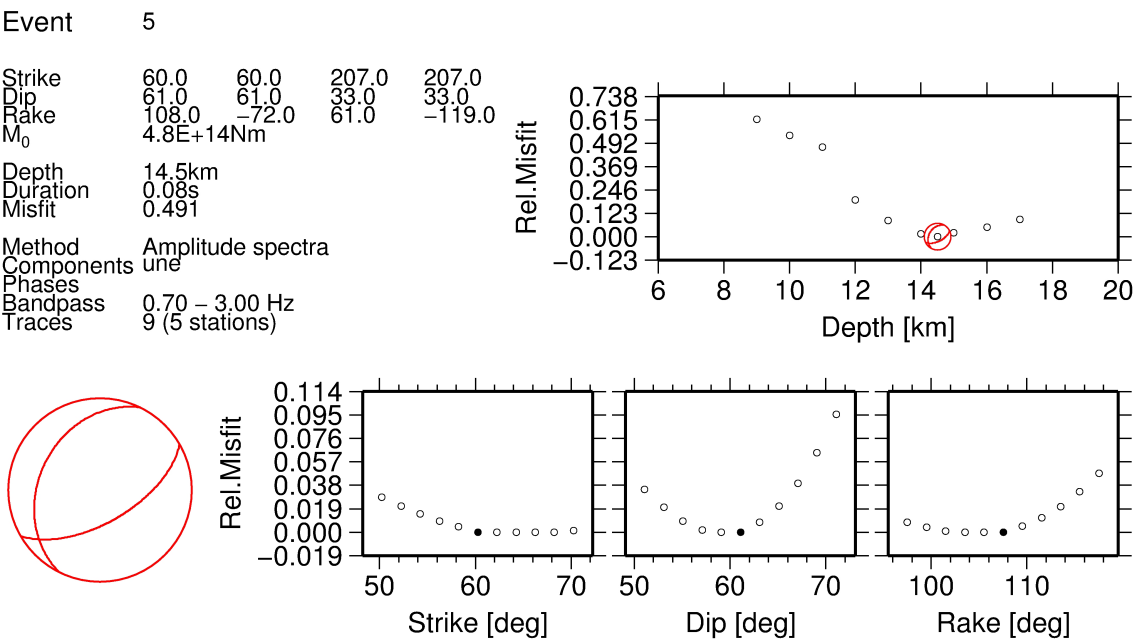 Event 5
Strike 60.0 60.0 207.0 207.0
Dip 61.0 61.0 33.0 33.0
Rake 108.0 −72.0 61.0 −119.0
M0 4.8E+14Nm
Depth 14.5km
Duration 0.08s
Misfit 0.491
Method Amplitude spectra
Components une
Phases
Bandpass 0.70 − 3.00 Hz
Traces 9 (5 stations)
Rel.Misfit
0.738
0.615
0.492
0.369
0.246
0.123
0.000
−0.123
6 8 10 12 14 16 18 20
Depth [km]
Rel.Misfit
0.114
0.095
0.076
0.057
0.038
0.019
0.000
−0.019
50 60 70
Strike [deg]
50 60 70
Dip [deg]
100 110
Rake [deg]